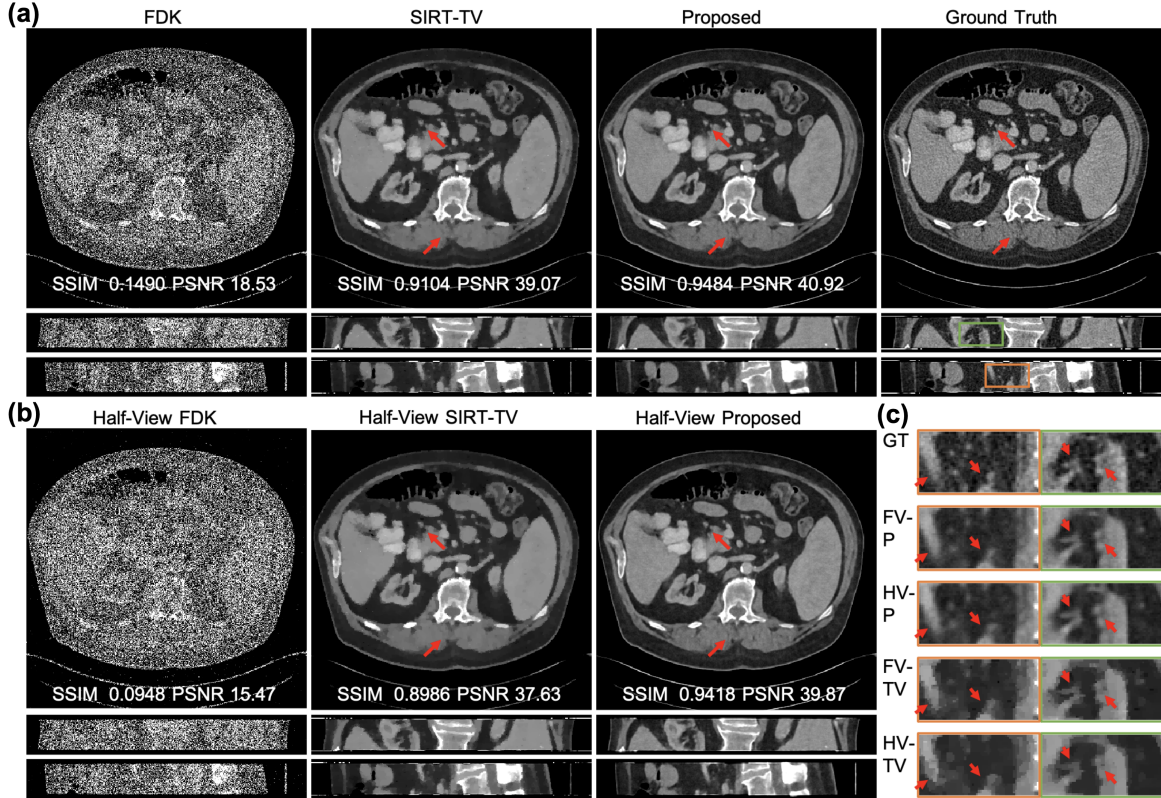 (a)
FDK
SIRT-TV
Proposed
Ground Truth
SSIM 0.1490 PSNR 18.53
SSIM 0.9104 PSNR 39.07
SSIM 0.9484 PSNR 40.92
(b)
Half-View FDK
Half-View SIRT-TV
Half-View Proposed
(c)
SSIM 0.0948 PSNR 15.47
SSIM 0.8986 PSNR 37.63
SSIM 0.9418 PSNR 39.87
GT
FV-
P
HV-
P
FV-
TV
HV-
TV